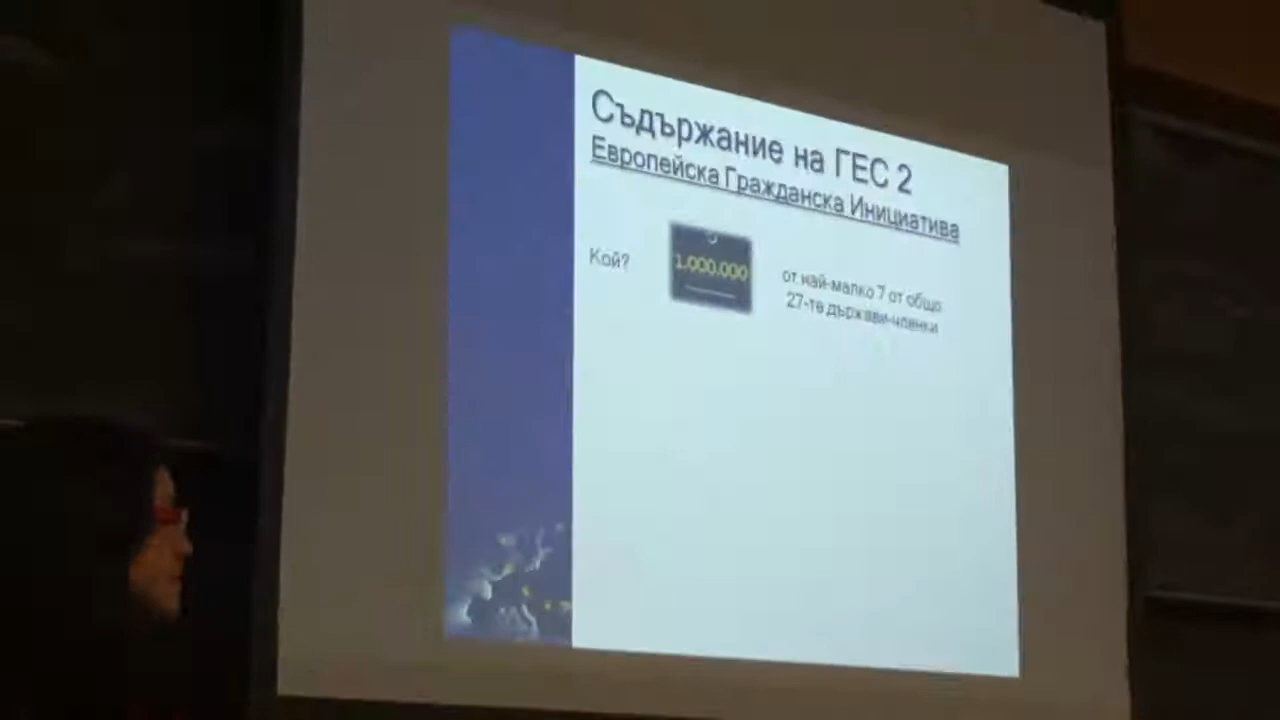 Съдържание на ГЕС 2
Европейска Гражданска Инициатива
Кой?
1.000.000
от най-малко 7 от общо
27-те държави-членки